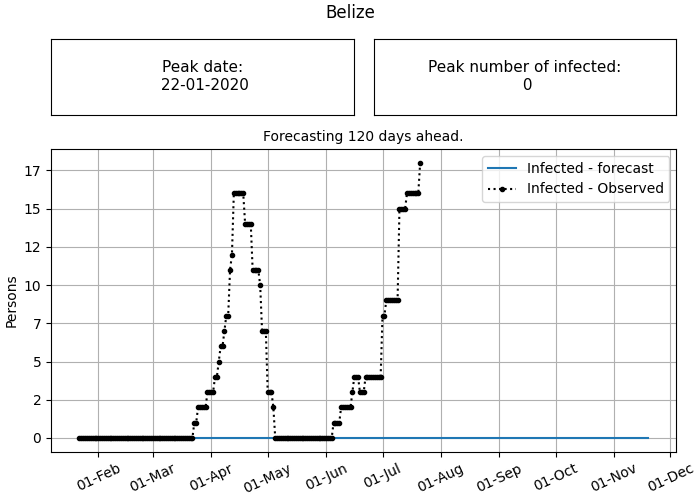 Belize
Peak date:
22-01-2020
Peak number of infected:
0
Forecasting 120 days ahead.
Infected - forecast
Infected - Observed
Persons
17
15
12
10
7
5
2
0
01-Feb
01-Mar
01-Apr
01-May
01-Jun
01-Jul
01-Aug
01-Sep
01-Oct
01-Nov
01-Dec